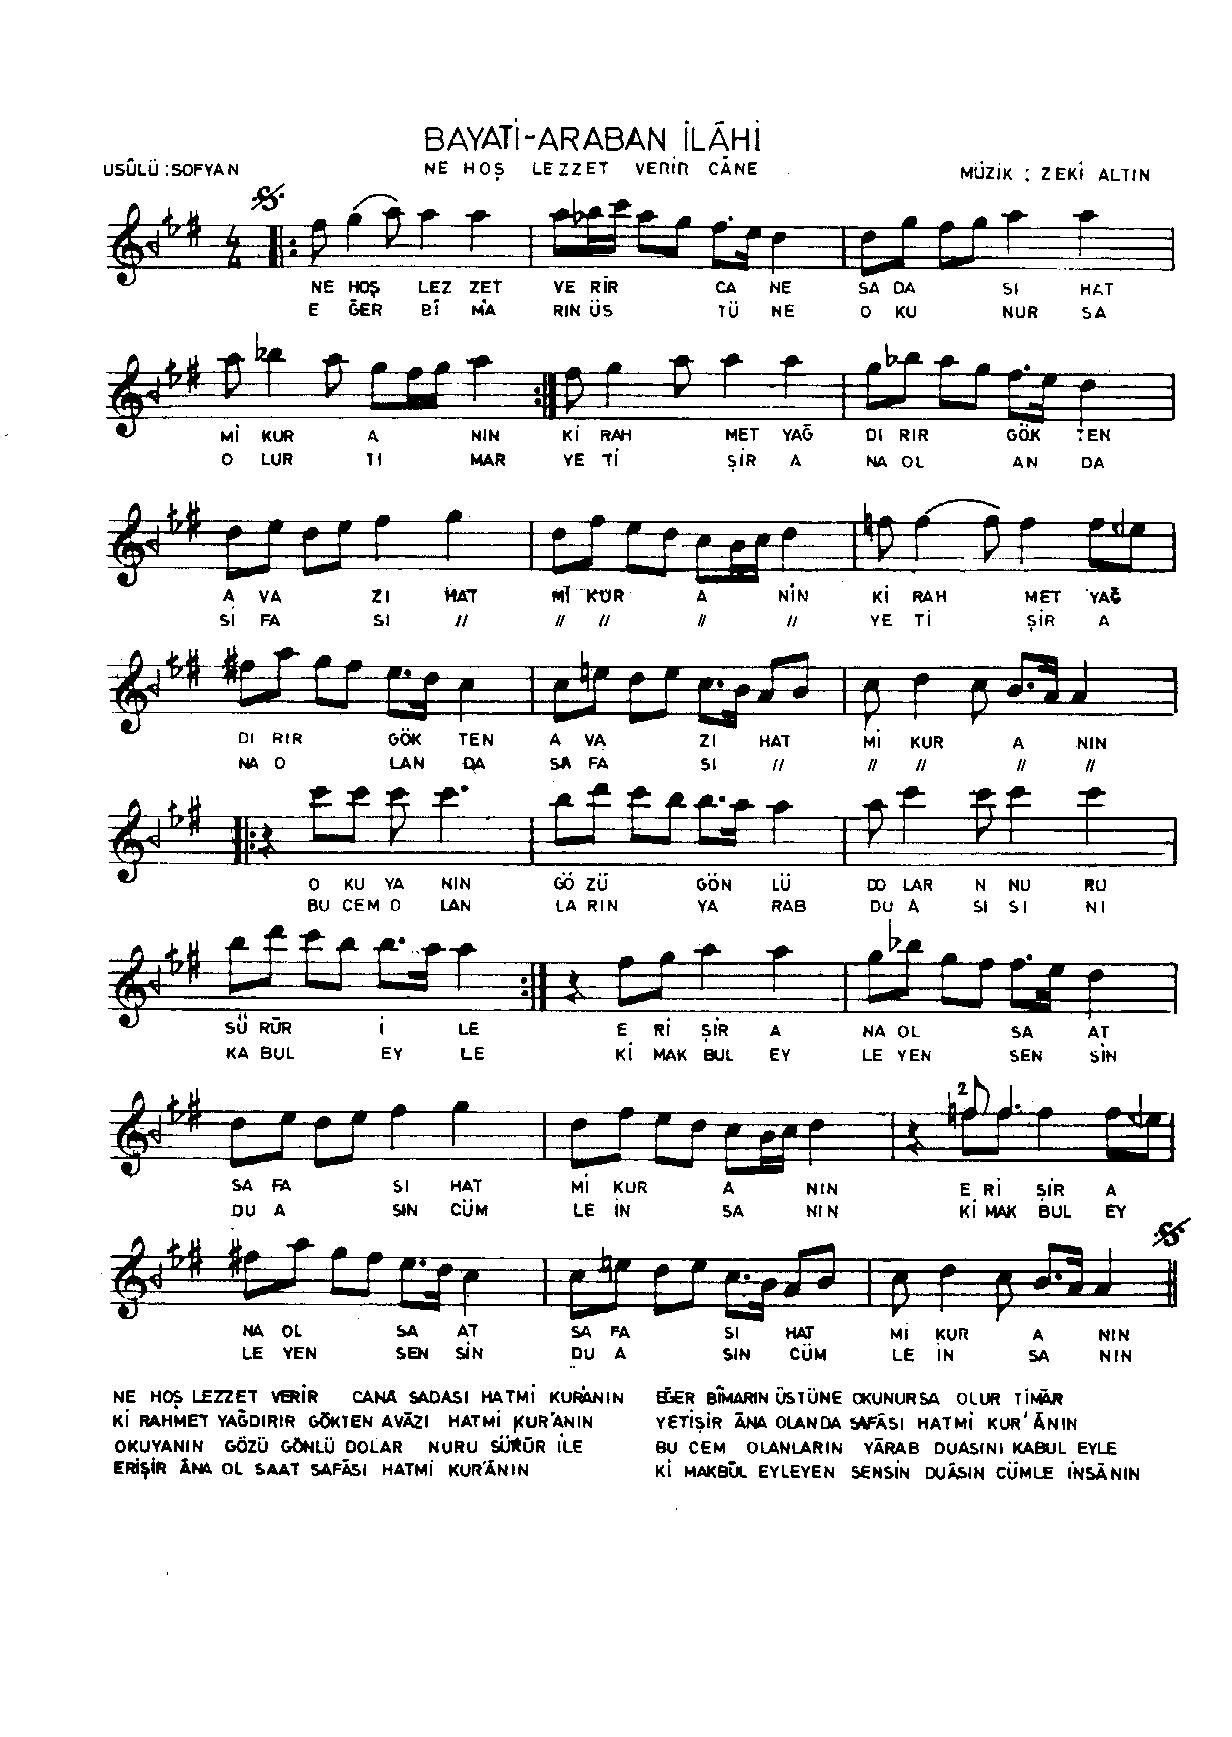 BAYATİ-ARABAN İLÂHİ
USÛLÜ : SOFYAN NE HOŞ LEZZET VERİR CÂNE MÜZİK : ZEKİ ALTIN
4/4
NE HOŞ LEZ ZET VE RİR CA NE SA DA SI HAT
E ĞER Bİ MA RIN ÜS TÜ NE O KU NUR SA
Mİ KUR A NIN Kİ RAH MET YAĞ DI RIR GÖK TEN
O LUR Tİ MAR YE Tİ ŞİR A NA OL AN DA
A VA ZI HAT Mİ KUR A NİN Kİ RAH MET YAĞ
Sİ FA SI // // // // // YE Tİ ŞİR A
DI RIR GÖK TEN A VA ZI HAT Mİ KUR A NIN
NA O LAN DA SA FA SI // // // // //
O KU YA NIN GÖ ZÜ GÖN LÜ DO LAR N NU RU
BU CEM O LAN LA RIN YA RAB DU A SI SI NI
SÜ RÛR İ LE E Rİ ŞİR A NA OL SA AT
KA BUL EY LE Kİ MAK BUL EY LE YEN SEN SİN
SA FA SI HAT Mİ KUR A NIN E Rİ ŞİR A
DU A SIN CÜM LE İN SA NIN Kİ MAK BUL EY
2
NA OL SA AT SA FA SI HAT Mİ KUR A NIN
LE YEN SEN SİN DU A SIN CÜM LE İN SA NIN
NE HOŞ LEZZET VERİR CANA SADASI HATMİ KUR'ANIN EĞER BÎMARIN ÜSTÜNE OKUNURSA OLUR TİMÂR
Kİ RAHMET YAĞDIRIR GÖKTEN AVÂZI HATMİ KUR'ANIN YETİŞİR ÂNA OLANDA SAFÂSI HATMİ KUR'ÂNIN
OKUYANIN GÖZÜ GÖNLÜ DOLAR NURU SÜRÛR İLE BU CEM OLANLARIN YÂRAB DUASINI KABUL EYLE
ERİŞİR ÂNA OL SAAT SAFÂSI HATMİ KUR'ÂNIN Kİ MAKBÛL EYLEYEN SENSİN DUÂSIN CÜMLE İNSÂNIN